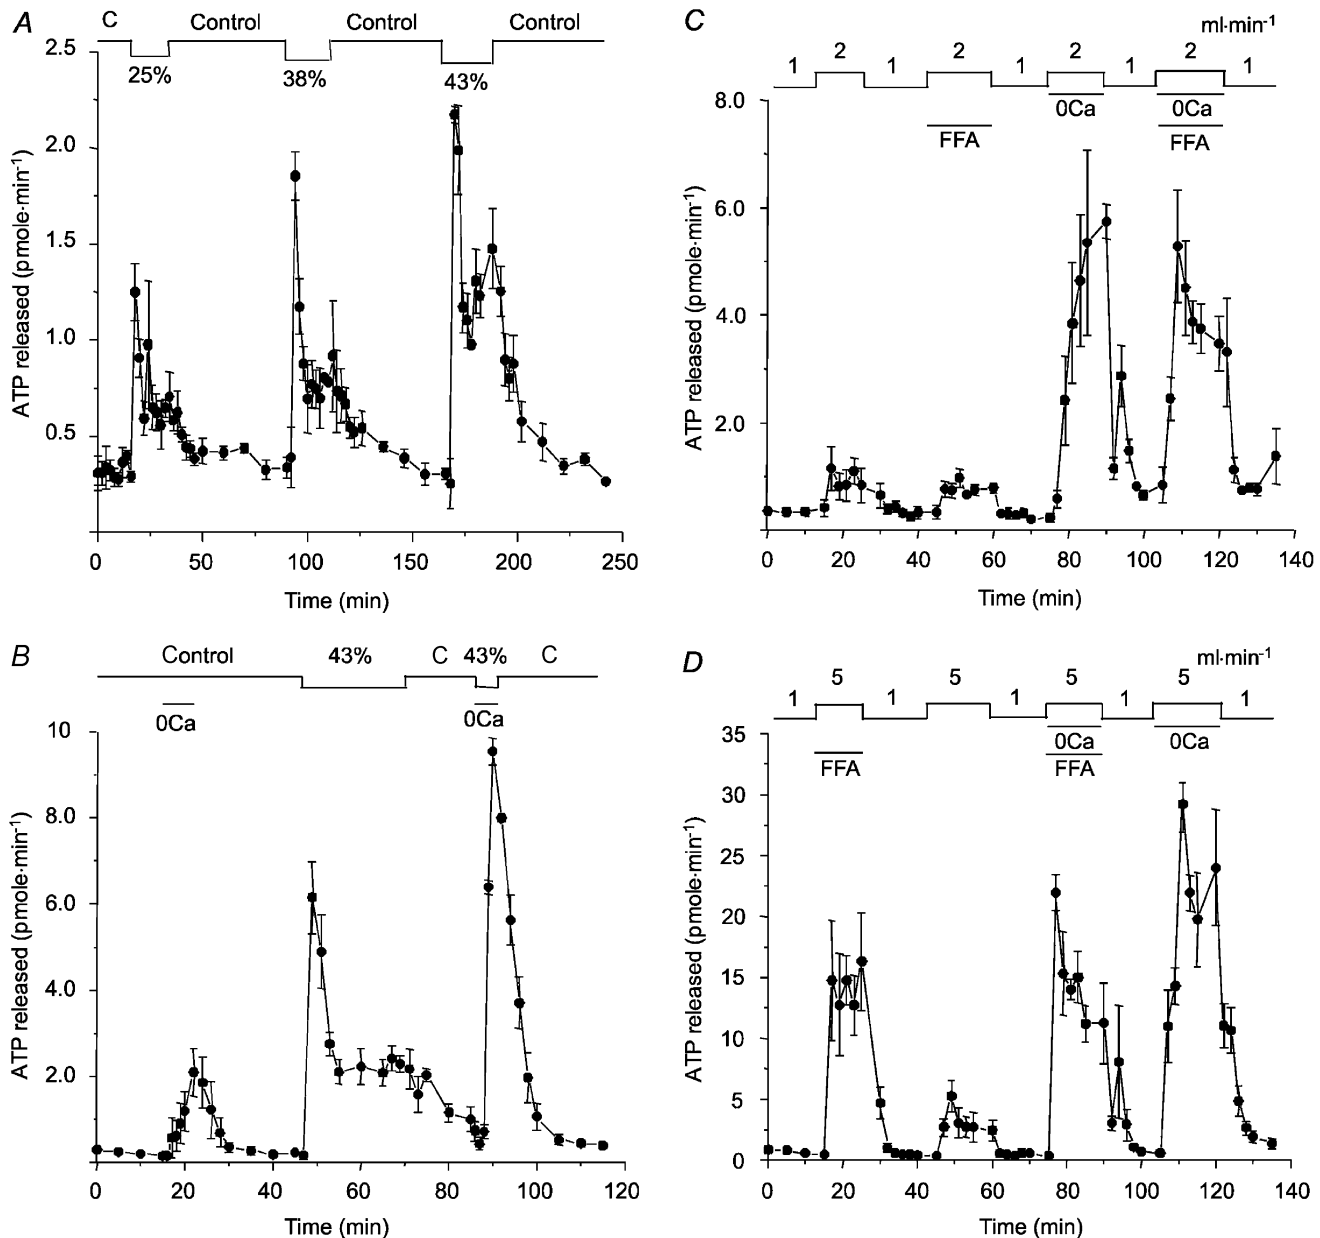 A
C Control Control Control
25% 38% 43%
ATP released (pmole·min-1)
2.5
2.0
1.5
1.0
0.5
0 50 100 150 200 250
Time (min)
B
Control 43% C 43% C
0Ca 0Ca
ATP released (pmole·min-1)
10
8.0
6.0
4.0
2.0
0 20 40 60 80 100 120
Time (min)
C
ml·min-1
1 2 1 2 1 2 1 2 1
0Ca 0Ca
FFA FFA
ATP released (pmole·min-1)
8.0
6.0
4.0
2.0
0 20 40 60 80 100 120 140
Time (min)
D
ml·min-1
1 5 1 5 1 5 1 5 1
0Ca 0Ca
FFA FFA
ATP released (pmole·min-1)
35
30
25
20
15
10
5
0
0 20 40 60 80 100 120 140
Time (min)